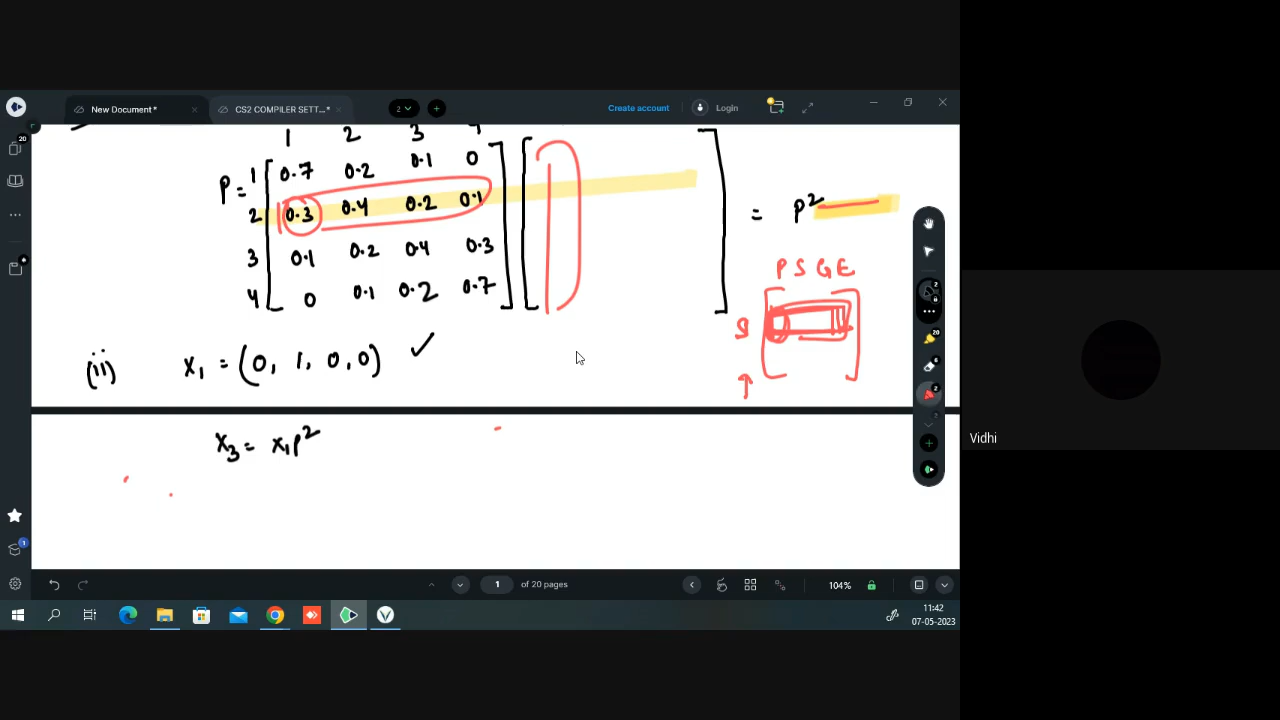 New Document*
CS2 COMPILER SETT...*
2
Create account
Login
1 2 3
P= 1 0.7 0.2 0.1 0
2 0.3 0.4 0.2 0.1
3 0.1 0.2 0.4 0.3
4 0 0.1 0.2 0.7
= P²
P S G E
S
(ii) x₁ = (0, 1, 0, 0) ✓
x₃ = x₁P²
Vidhi
1 of 20 pages
104%
11:42
07-05-2023